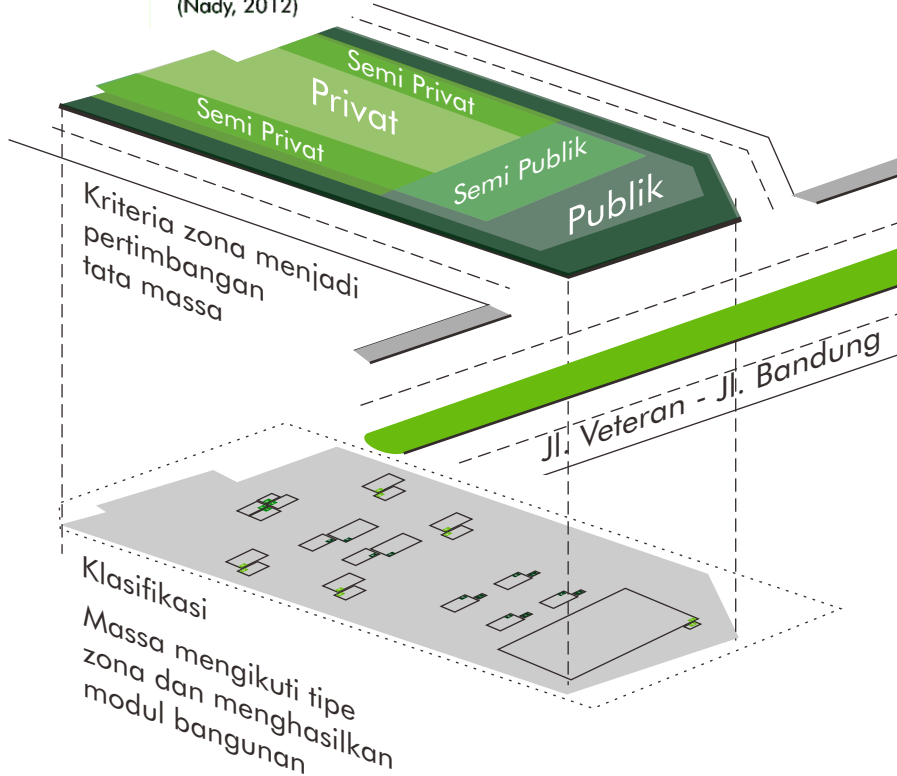 (Nady, 2012)
Semi Privat
Privat
Semi Privat
Semi Publik
Publik
Kriteria zona menjadi
pertimbangan
tata massa
Jl. Veteran - Jl. Bandung
Klasifikasi
Massa mengikuti tipe
zona dan menghasilkan
modul bangunan